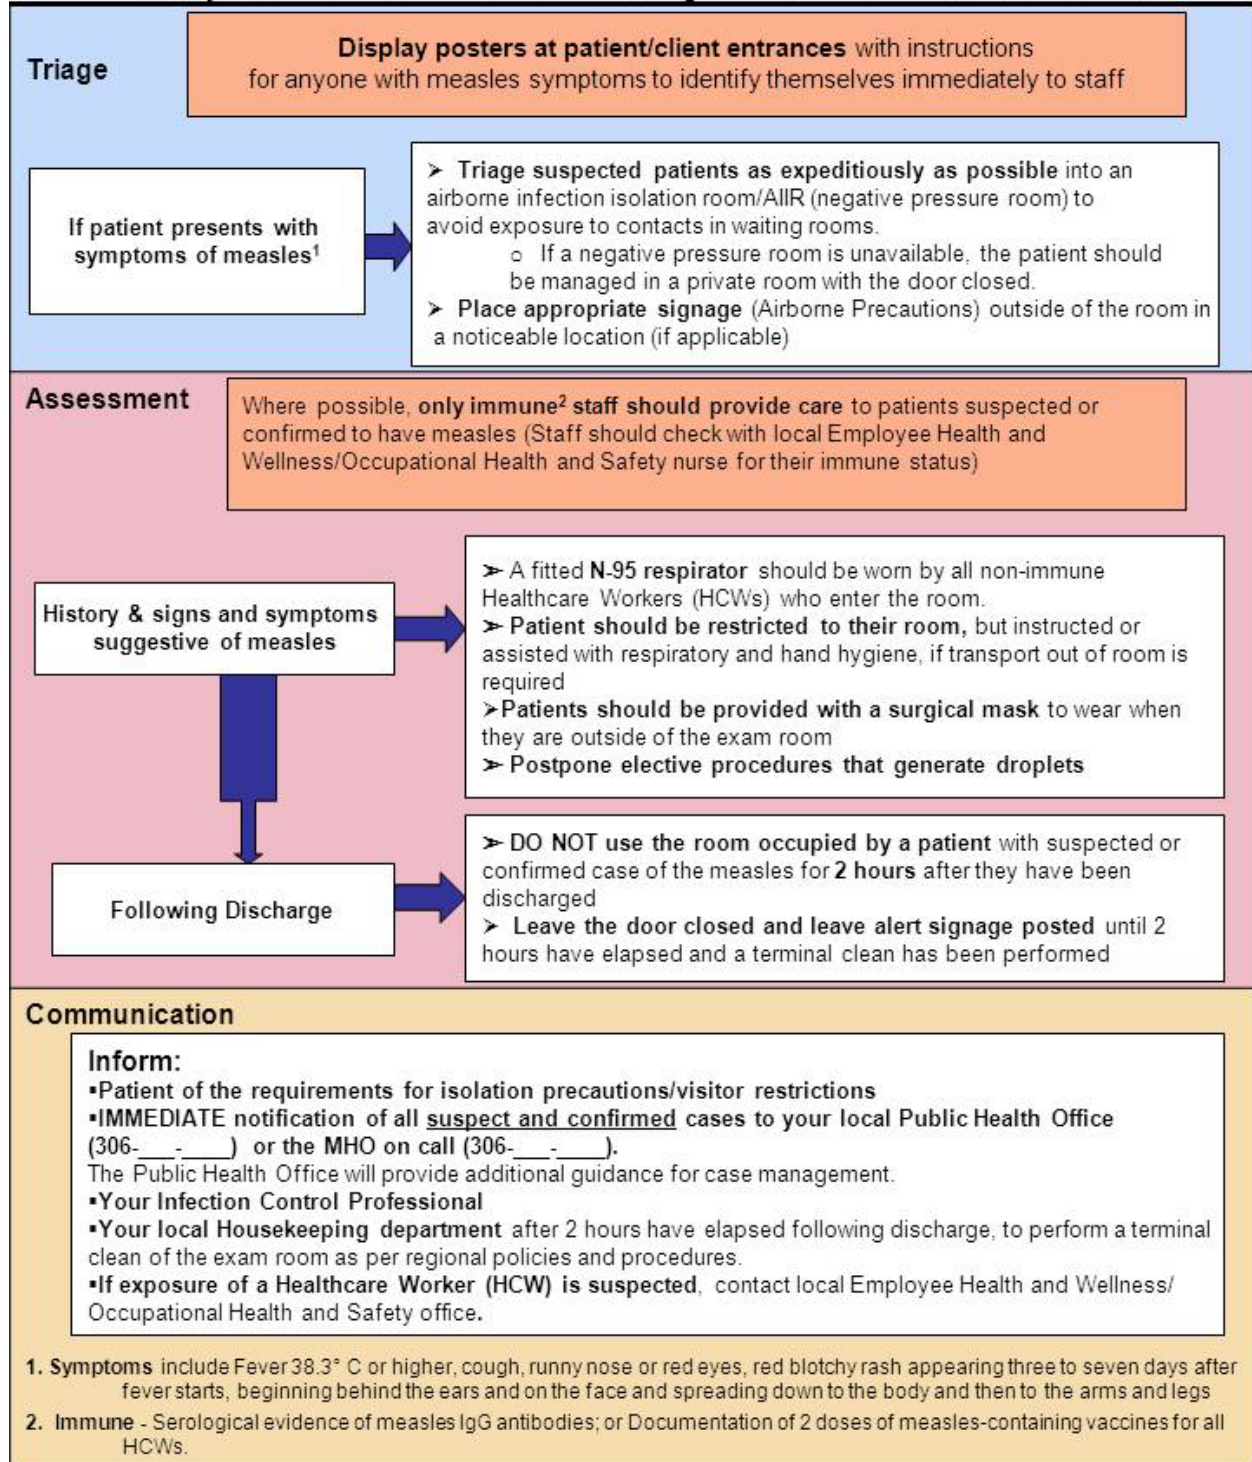 Triage
Display posters at patient/client entrances with instructions
for anyone with measles symptoms to identify themselves immediately to staff
If patient presents with
symptoms of measles¹
➢ Triage suspected patients as expeditiously as possible into an
airborne infection isolation room/AIIR (negative pressure room) to
avoid exposure to contacts in waiting rooms.
o If a negative pressure room is unavailable, the patient should
be managed in a private room with the door closed.
➢ Place appropriate signage (Airborne Precautions) outside of the room in
a noticeable location (if applicable)
Assessment
Where possible, only immune² staff should provide care to patients suspected or
confirmed to have measles (Staff should check with local Employee Health and
Wellness/Occupational Health and Safety nurse for their immune status)
History & signs and symptoms
suggestive of measles
➢ A fitted N-95 respirator should be worn by all non-immune
Healthcare Workers (HCWs) who enter the room.
➢ Patient should be restricted to their room, but instructed or
assisted with respiratory and hand hygiene, if transport out of room is
required
➢Patients should be provided with a surgical mask to wear when
they are outside of the exam room
➢ Postpone elective procedures that generate droplets
Following Discharge
➢ DO NOT use the room occupied by a patient with suspected or
confirmed case of the measles for 2 hours after they have been
discharged
➢ Leave the door closed and leave alert signage posted until 2
hours have elapsed and a terminal clean has been performed
Communication
Inform:
▪Patient of the requirements for isolation precautions/visitor restrictions
▪IMMEDIATE notification of all suspect and confirmed cases to your local Public Health Office
(306-___-____) or the MHO on call (306-___-____).
The Public Health Office will provide additional guidance for case management.
▪Your Infection Control Professional
▪Your local Housekeeping department after 2 hours have elapsed following discharge, to perform a terminal
clean of the exam room as per regional policies and procedures.
▪If exposure of a Healthcare Worker (HCW) is suspected, contact local Employee Health and Wellness/
Occupational Health and Safety office.
1. Symptoms include Fever 38.3° C or higher, cough, runny nose or red eyes, red blotchy rash appearing three to seven days after
fever starts, beginning behind the ears and on the face and spreading down to the body and then to the arms and legs
2. Immune - Serological evidence of measles IgG antibodies; or Documentation of 2 doses of measles-containing vaccines for all
HCWs.